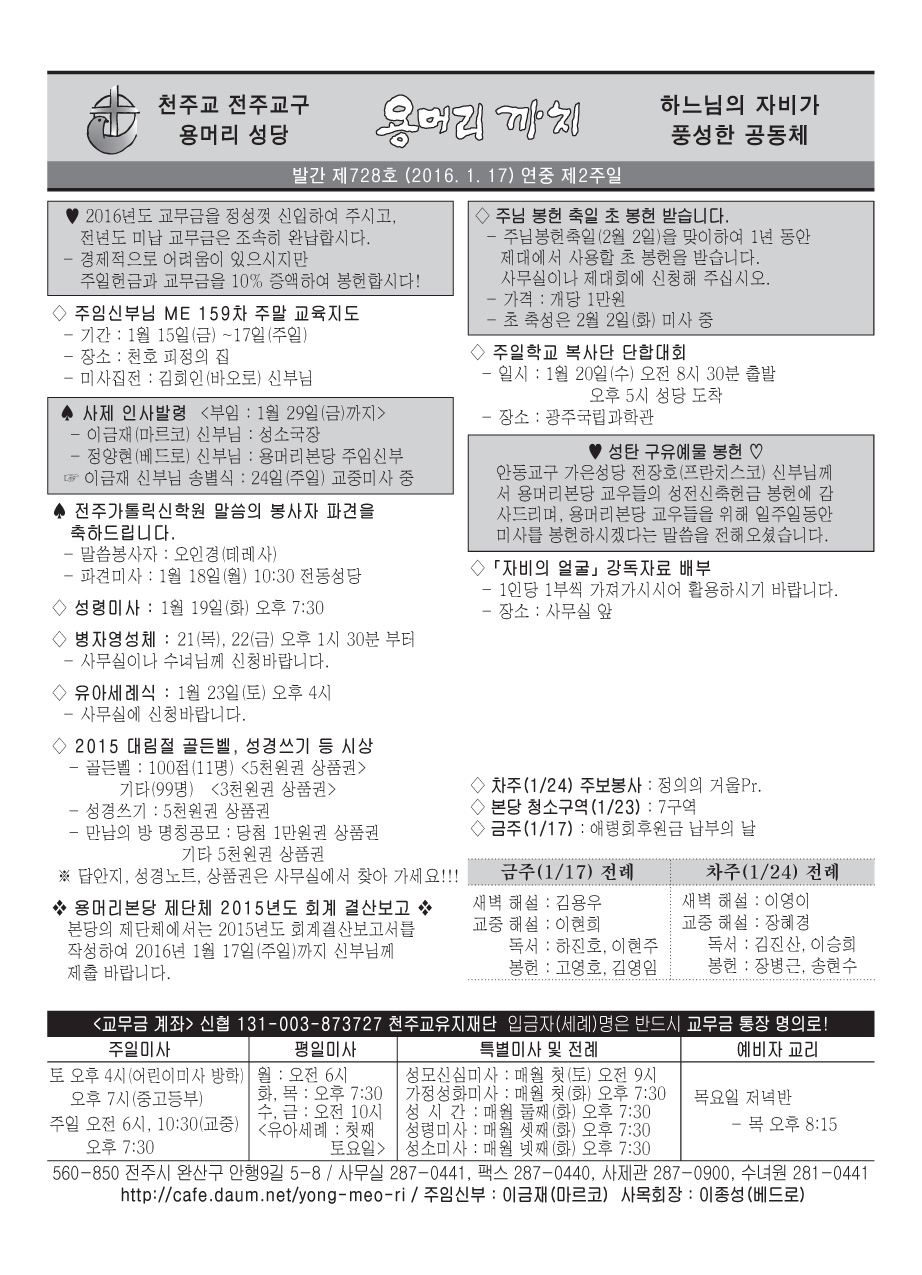 천주교 전주교구
용머리 성당
용머리 까치
하느님의 자비가
풍성한 공동체
발간 제728호 (2016. 1. 17) 연중 제2주일
♥ 2016년도 교무금을 정성껏 신입하여 주시고,
전년도 미납 교무금은 조속히 완납합시다.
- 경제적으로 어려움이 있으시지만
주일헌금과 교무금을 10% 증액하여 봉헌합시다!
◇ 주임신부님 ME 159차 주말 교육지도
- 기간 : 1월 15일(금) ~17일(주일)
- 장소 : 천호 피정의 집
- 미사집전 : 김회인(바오로) 신부님
♠ 사제 인사발령 <부임 : 1월 29일(금)까지>
- 이금재(마르코) 신부님 : 성소국장
- 정양현(베드로) 신부님 : 용머리본당 주임신부
☞ 이금재 신부님 송별식 : 24일(주일) 교중미사 중
♠ 전주가톨릭신학원 말씀의 봉사자 파견을
축하드립니다.
- 말씀봉사자 : 오인경(테레사)
- 파견미사 : 1월 18일(월) 10:30 전동성당
◇ 성령미사 : 1월 19일(화) 오후 7:30
◇ 병자영성체 : 21(목), 22(금) 오후 1시 30분 부터
- 사무실이나 수녀님께 신청바랍니다.
◇ 유아세례식 : 1월 23일(토) 오후 4시
- 사무실에 신청바랍니다.
◇ 2015 대림절 골든벨, 성경쓰기 등 시상
- 골든벨 : 100점(11명) <5천원권 상품권>
기타(99명) <3천원권 상품권>
- 성경쓰기 : 5천원권 상품권
- 만남의 방 명칭공모 : 당첨 1만원권 상품권
기타 5천원권 상품권
※ 답안지, 성경노트, 상품권은 사무실에서 찾아 가세요!!!
❖ 용머리본당 제단체 2015년도 회계 결산보고 ❖
본당의 제단체에서는 2015년도 회계결산보고서를
작성하여 2016년 1월 17일(주일)까지 신부님께
제출 바랍니다.
◇ 주님 봉헌 축일 초 봉헌 받습니다.
- 주님봉헌축일(2월 2일)을 맞이하여 1년 동안
제대에서 사용할 초 봉헌을 받습니다.
사무실이나 제대회에 신청해 주십시오.
- 가격 : 개당 1만원
- 초 축성은 2월 2일(화) 미사 중
◇ 주일학교 복사단 단합대회
- 일시 : 1월 20일(수) 오전 8시 30분 출발
오후 5시 성당 도착
- 장소 : 광주국립과학관
♥ 성탄 구유예물 봉헌 ♡
안동교구 가은성당 전장호(프란치스코) 신부님께
서 용머리본당 교우들의 성전신축헌금 봉헌에 감
사드리며, 용머리본당 교우들을 위해 일주일동안
미사를 봉헌하시겠다는 말씀을 전해오셨습니다.
◇ 「자비의 얼굴」 강독자료 배부
- 1인당 1부씩 가져가시시어 활용하시기 바랍니다.
- 장소 : 사무실 앞
◇ 차주(1/24) 주보봉사 : 정의의 거울Pr.
◇ 본당 청소구역(1/23) : 7구역
◇ 금주(1/17) : 애령회후원금 납부의 날
금주(1/17) 전례
새벽 해설 : 김용우
교중 해설 : 이현희
독서 : 하진호, 이현주
봉헌 : 고영호, 김영임
차주(1/24) 전례
새벽 해설 : 이영이
교중 해설 : 장혜경
독서 : 김진산, 이승희
봉헌 : 장병근, 송현수
<교무금 계좌> 신협 131-003-873727 천주교유지재단 입금자(세례)명은 반드시 교무금 통장 명의로!
주일미사
토 오후 4시(어린이미사 방학)
오후 7시(중고등부)
주일 오전 6시, 10:30(교중)
오후 7:30
평일미사
월 : 오전 6시
화, 목 : 오후 7:30
수, 금 : 오전 10시
<유아세례 : 첫째
토요일>
특별미사 및 전례
성모신심미사 : 매월 첫(토) 오전 9시
가정성화미사 : 매월 첫(화) 오후 7:30
성 시 간 : 매월 둘째(화) 오후 7:30
성령미사 : 매월 셋째(화) 오후 7:30
성소미사 : 매월 넷째(화) 오후 7:30
예비자 교리
목요일 저녁반
- 목 오후 8:15
560-850 전주시 완산구 안행9길 5-8 / 사무실 287-0441, 팩스 287-0440, 사제관 287-0900, 수녀원 281-0441
http://cafe.daum.net/yong-meo-ri / 주임신부 : 이금재(마르코) 사목회장 : 이종성(베드로)